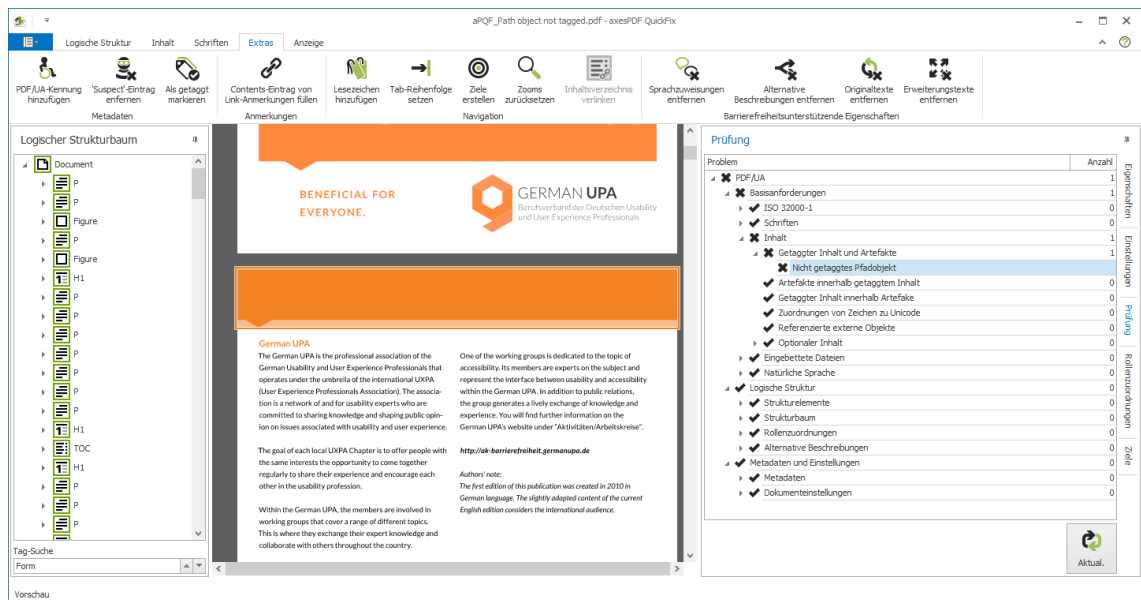 aPQF_Path object not tagged.pdf - axesPDF QuickFix
Logische Struktur Inhalt Schriften Extras Anzeige
PDF/UA-Kennung hinzufügen
'Suspect'-Eintrag entfernen
Als getaggt markieren
Metadaten
Contents-Eintrag von Link-Anmerkungen füllen
Anmerkungen
Lesezeichen hinzufügen
Tab-Reihenfolge setzen
Ziele erstellen
Zooms zurücksetzen
Inhaltsverzeichnis verlinken
Navigation
Sprachzuweisungen entfernen
Alternative Beschreibungen entfernen
Originaltexte entfernen
Erweiterungstexte entfernen
Barrierefreiheitsunterstützende Eigenschaften
Logischer Strukturbaum
Document
P
P
Figure
P
Figure
H1
P
P
P
P
P
P
P
H1
TOC
H1
P
P
P
Tag-Suche
Form
Vorschau
BENEFICIAL FOR
EVERYONE.
GERMAN UPA
Berufsverband der Deutschen Usability
und User Experience Professionals
German UPA
The German UPA is the professional association of the
German Usability and User Experience Professionals that
operates under the umbrella of the international UXPA
(User Experience Professionals Association). The associa-
tion is a network of and for usability experts who are
committed to sharing knowledge and shaping public opin-
ion on issues associated with usability and user experience.
The goal of each local UXPA Chapter is to offer people with
the same interests the opportunity to come together
regularly to share their experience and encourage each
other in the usability profession.
Within the German UPA, the members are involved in
working groups that cover a range of different topics.
This is where they exchange their expert knowledge and
collaborate with others throughout the country.
One of the working groups is dedicated to the topic of
accessibility. Its members are experts on the subject and
represent the interface between usability and accessibility
within the German UPA. In addition to public relations,
the group generates a lively exchange of knowledge and
experience. You will find further information on the
German UPA's website under "Aktivitäten/Arbeitskreise".
http://ak-barrierefreiheit.germanupa.de
Authors' note:
The first edition of this publication was created in 2010 in
German language. The slightly adapted content of the current
English edition considers the international audience.
Prüfung
Problem Anzahl
PDF/UA 1
Basisanforderungen 1
ISO 32000-1 0
Schriften 0
Inhalt 1
Getaggter Inhalt und Artefakte 1
Nicht getaggtes Pfadobjekt
Artefakte innerhalb getaggtem Inhalt 0
Getaggter Inhalt innerhalb Artefake 0
Zuordnungen von Zeichen zu Unicode 0
Referenzierte externe Objekte 0
Optionaler Inhalt 0
Eingebettete Dateien 0
Natürliche Sprache 0
Logische Struktur 0
Strukturelemente 0
Strukturbaum 0
Rollenzuordnungen 0
Alternative Beschreibungen 0
Metadaten und Einstellungen 0
Metadaten 0
Dokumenteinstellungen 0
Aktual.
Eigenschaften
Einstellungen
Prüfung
Rollenzuordnungen
Ziele